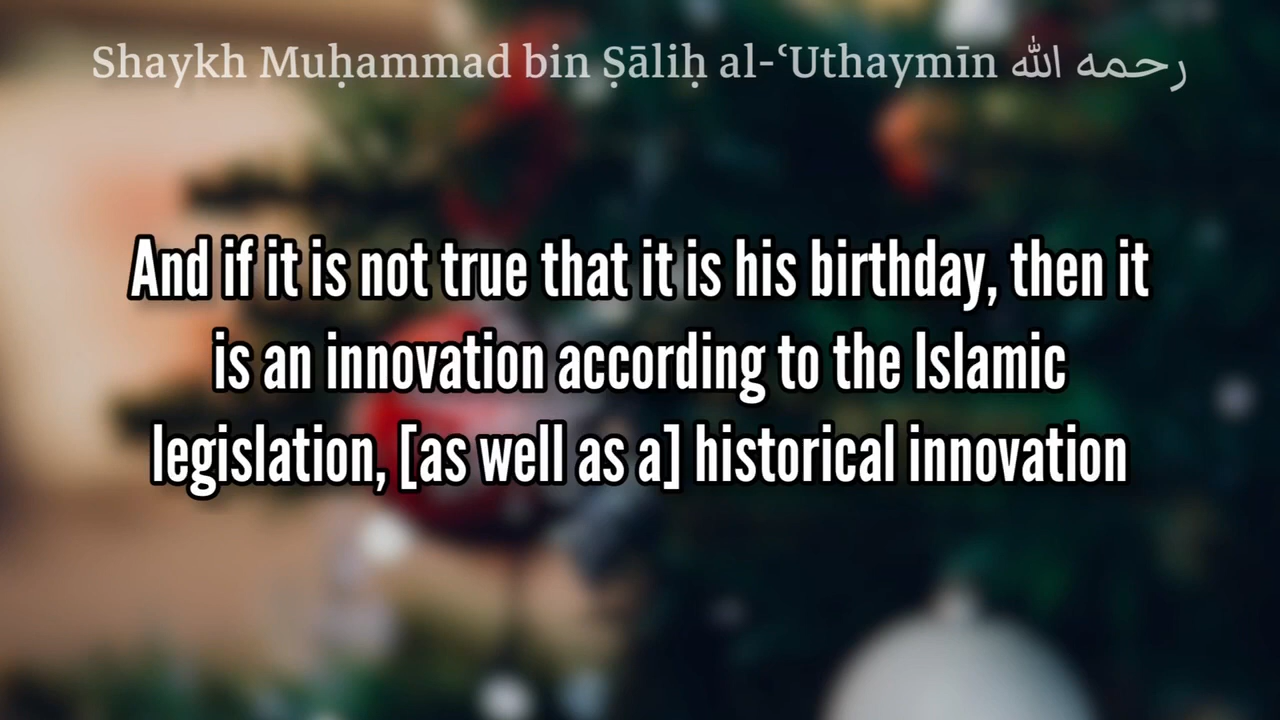 Shaykh Muḥammad bin Ṣāliḥ al-ʿUthaymīn رحمه الله
And if it is not true that it is his birthday, then it
is an innovation according to the Islamic
legislation, [as well as a] historical innovation